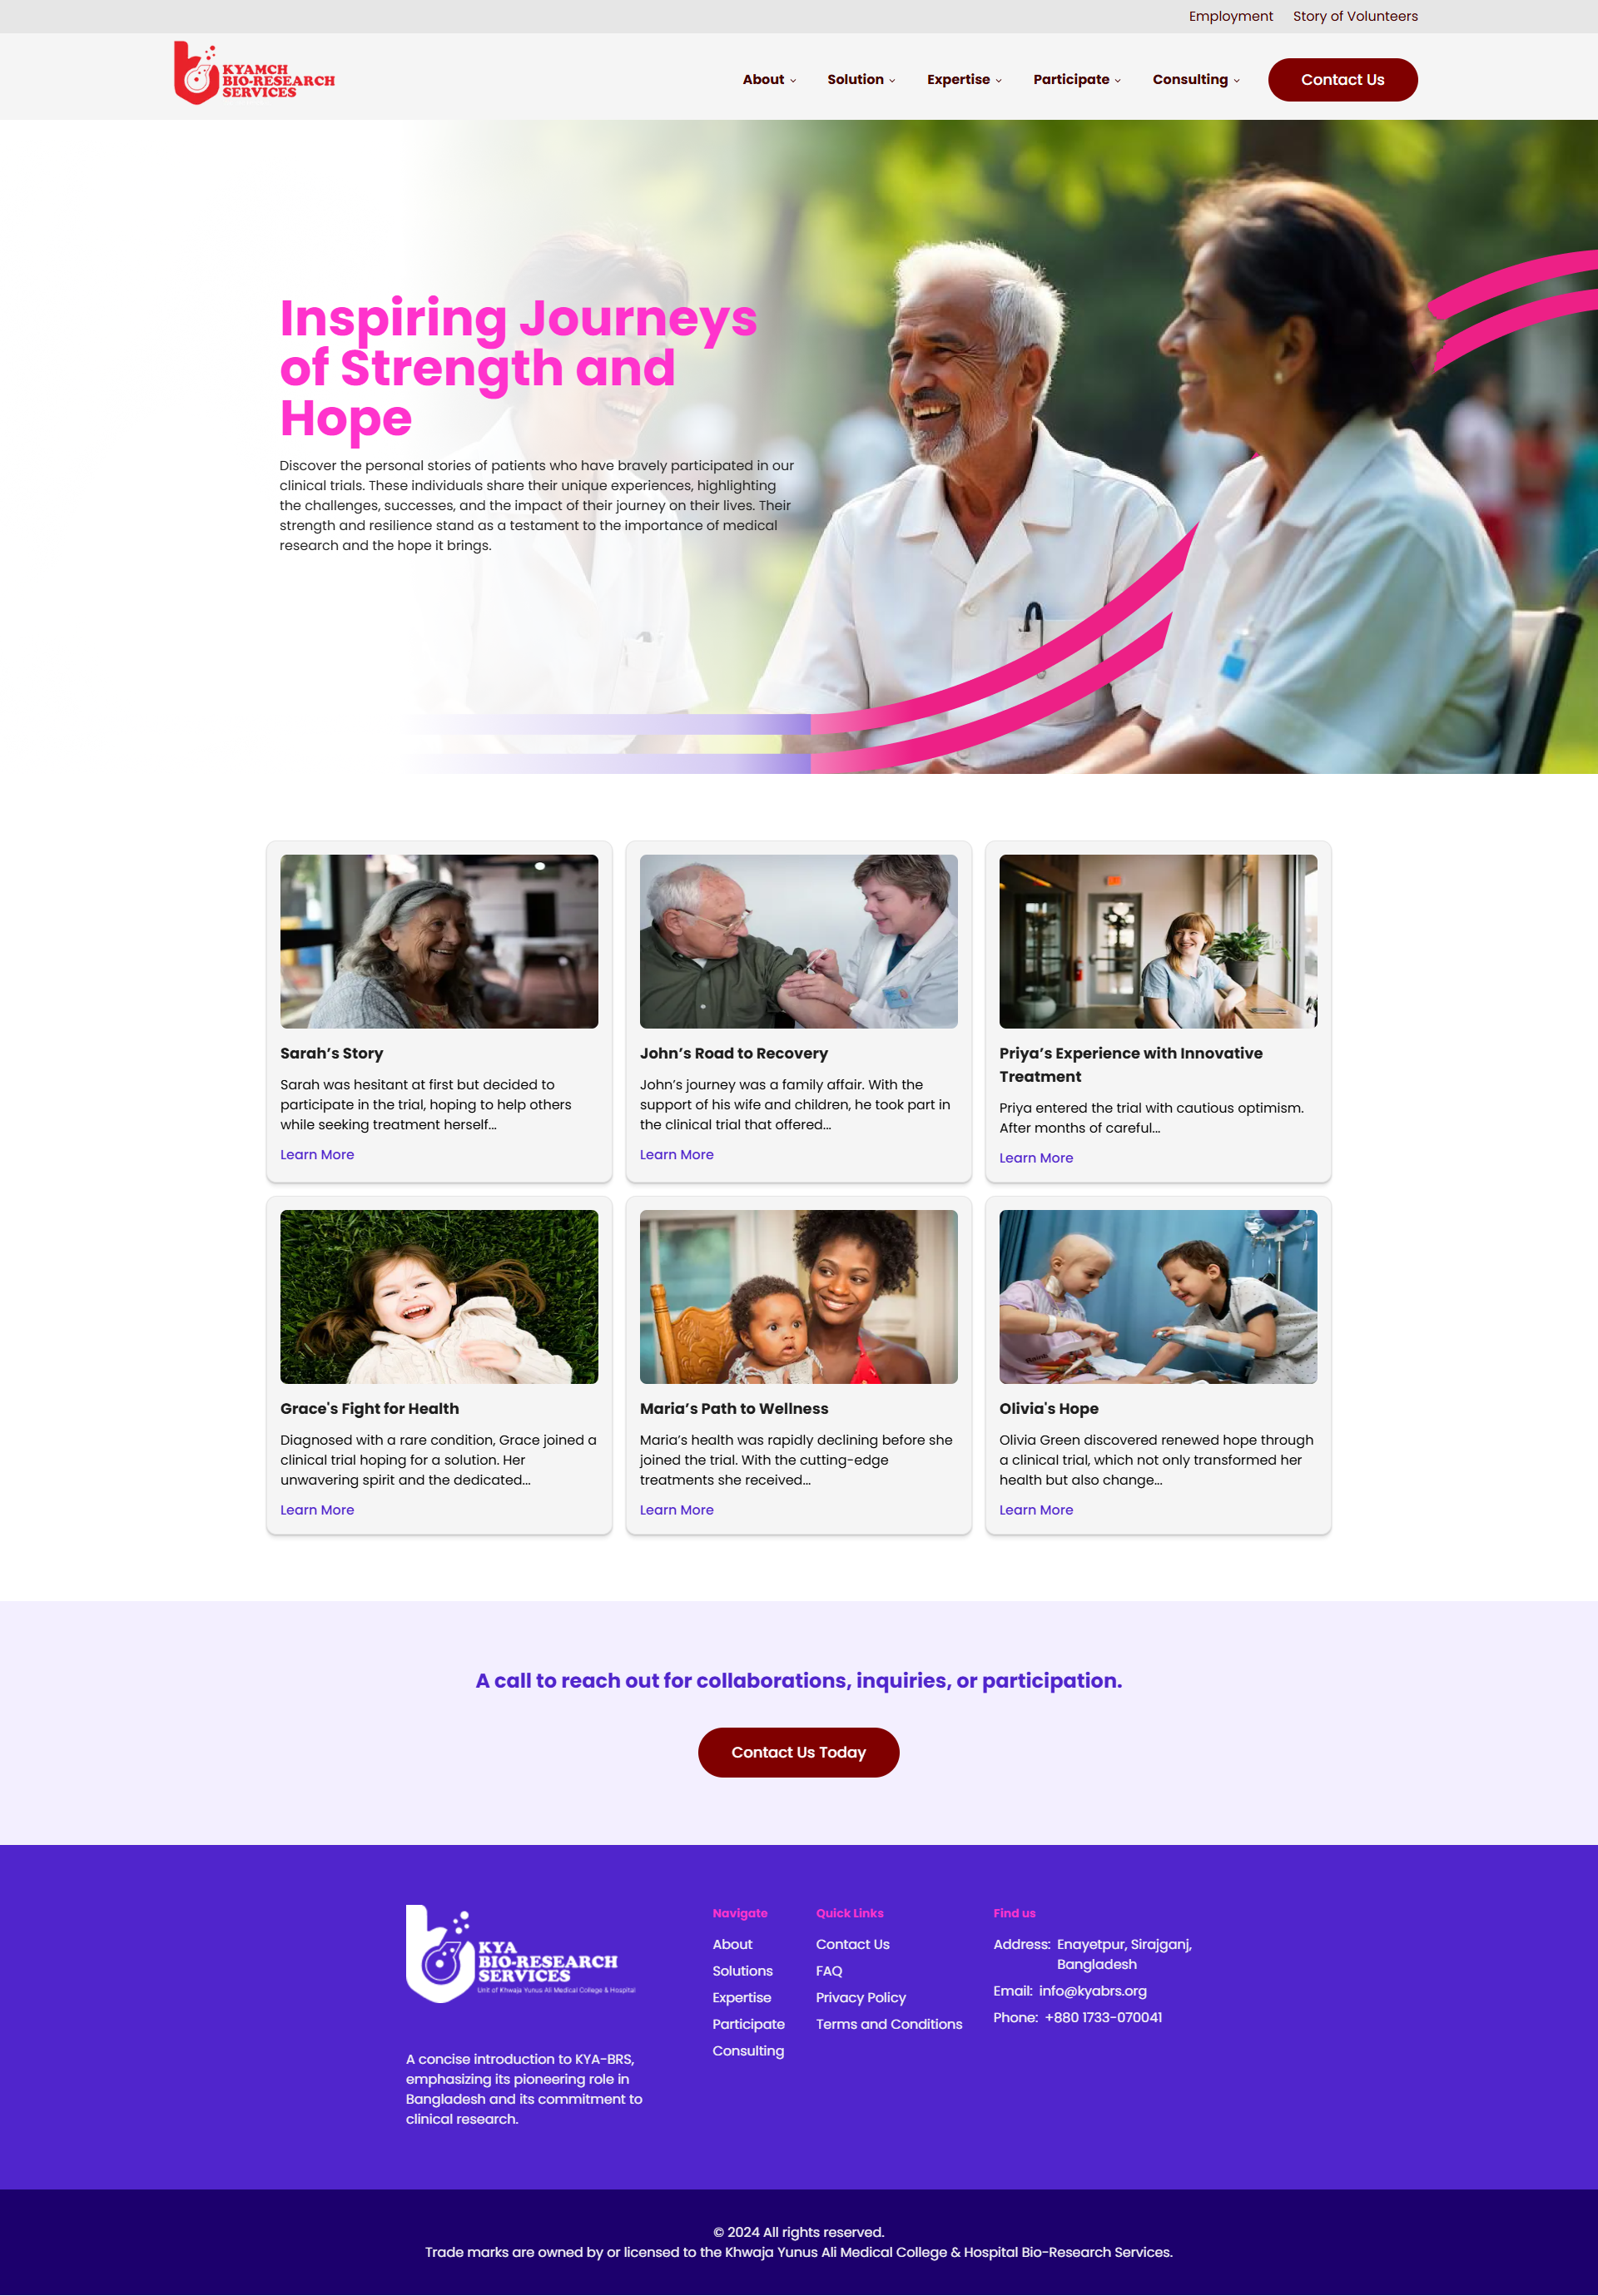 Employment Story of Volunteers
KYAMCH
BIO-RESEARCH
SERVICES
About Solution Expertise Participate Consulting Contact Us
Inspiring Journeys
of Strength and
Hope
Discover the personal stories of patients who have bravely participated in our
clinical trials. These individuals share their unique experiences, highlighting
the challenges, successes, and the impact of their journey on their lives. Their
strength and resilience stand as a testament to the importance of medical
research and the hope it brings.
Sarah’s Story
Sarah was hesitant at first but decided to
participate in the trial, hoping to help others
while seeking treatment herself...
Learn More
John’s Road to Recovery
John’s journey was a family affair. With the
support of his wife and children, he took part in
the clinical trial that offered...
Learn More
Priya’s Experience with Innovative
Treatment
Priya entered the trial with cautious optimism.
After months of careful...
Learn More
Grace's Fight for Health
Diagnosed with a rare condition, Grace joined a
clinical trial hoping for a solution. Her
unwavering spirit and the dedicated...
Learn More
Maria’s Path to Wellness
Maria’s health was rapidly declining before she
joined the trial. With the cutting-edge
treatments she received...
Learn More
Olivia's Hope
Olivia Green discovered renewed hope through
a clinical trial, which not only transformed her
health but also change...
Learn More
A call to reach out for collaborations, inquiries, or participation.
Contact Us Today
KYA
BIO-RESEARCH
SERVICES
Unit of Khwaja Yunus Ali Medical College & Hospital
A concise introduction to KYA-BRS,
emphasizing its pioneering role in
Bangladesh and its commitment to
clinical research.
Navigate
About
Solutions
Expertise
Participate
Consulting
Quick Links
Contact Us
FAQ
Privacy Policy
Terms and Conditions
Find us
Address: Enayetpur, Sirajganj,
Bangladesh
Email: info@kyabrs.org
Phone: +880 1733-070041
© 2024 All rights reserved.
Trade marks are owned by or licensed to the Khwaja Yunus Ali Medical College & Hospital Bio-Research Services.